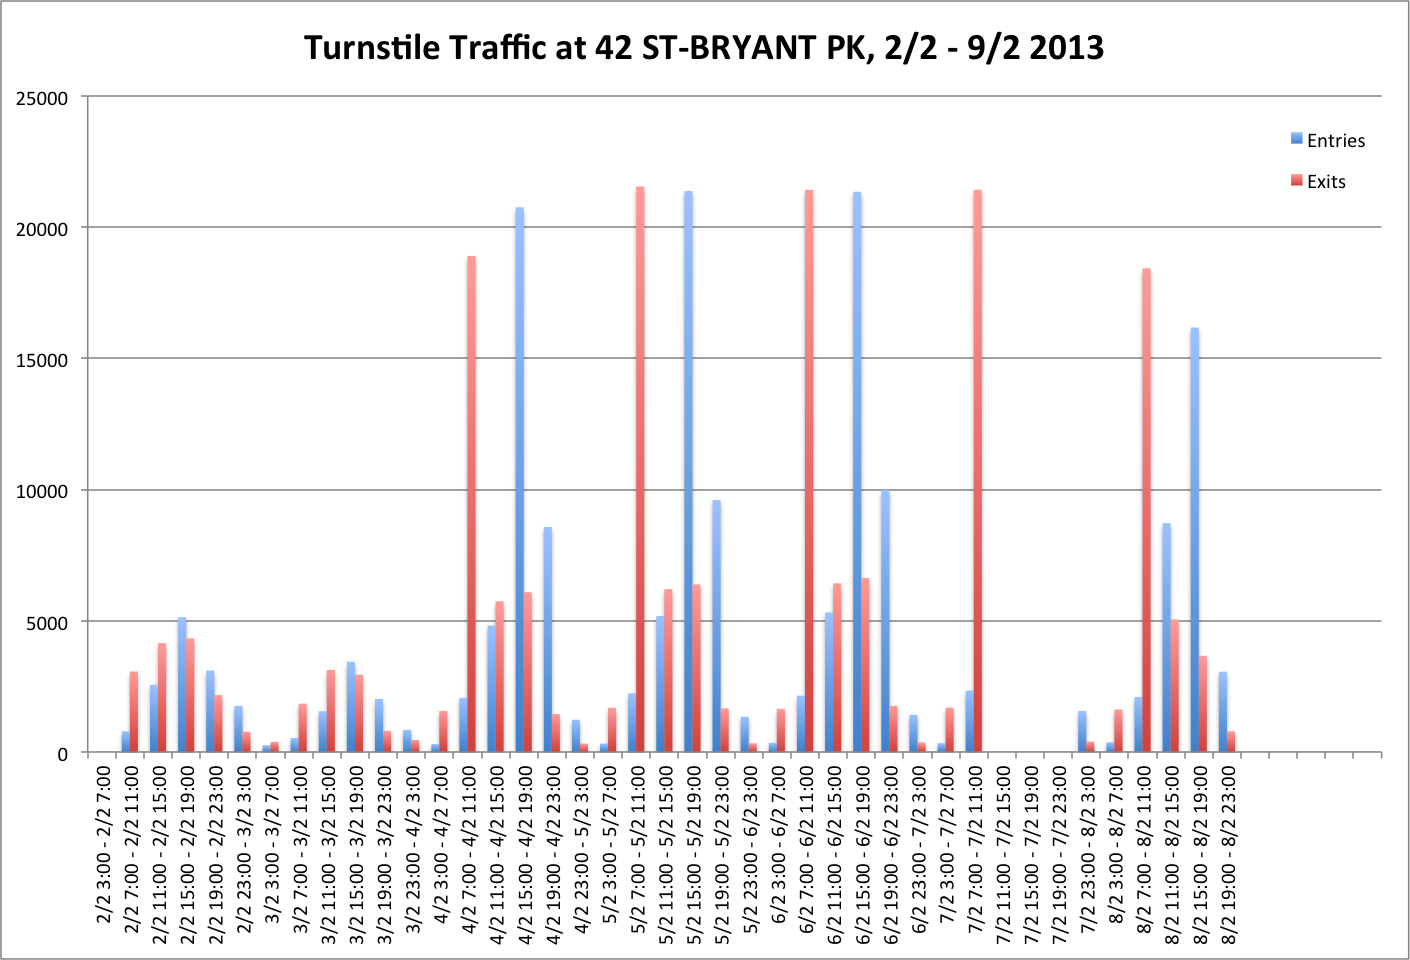 Turnstile Traffic at 42 ST-BRYANT PK, 2/2 - 9/2 2013
25000
20000
15000
10000
5000
0
Entries
Exits
2/2 3:00 - 2/2 7:00
2/2 7:00 - 2/2 11:00
2/2 11:00 - 2/2 15:00
2/2 15:00 - 2/2 19:00
2/2 19:00 - 2/2 23:00
2/2 23:00 - 3/2 3:00
3/2 3:00 - 3/2 7:00
3/2 7:00 - 3/2 11:00
3/2 11:00 - 3/2 15:00
3/2 15:00 - 3/2 19:00
3/2 19:00 - 3/2 23:00
3/2 23:00 - 4/2 3:00
4/2 3:00 - 4/2 7:00
4/2 7:00 - 4/2 11:00
4/2 11:00 - 4/2 15:00
4/2 15:00 - 4/2 19:00
4/2 19:00 - 4/2 23:00
4/2 23:00 - 5/2 3:00
5/2 3:00 - 5/2 7:00
5/2 7:00 - 5/2 11:00
5/2 11:00 - 5/2 15:00
5/2 15:00 - 5/2 19:00
5/2 19:00 - 5/2 23:00
5/2 23:00 - 6/2 3:00
6/2 3:00 - 6/2 7:00
6/2 7:00 - 6/2 11:00
6/2 11:00 - 6/2 15:00
6/2 15:00 - 6/2 19:00
6/2 19:00 - 6/2 23:00
6/2 23:00 - 7/2 3:00
7/2 3:00 - 7/2 7:00
7/2 7:00 - 7/2 11:00
7/2 11:00 - 7/2 15:00
7/2 15:00 - 7/2 19:00
7/2 19:00 - 7/2 23:00
7/2 23:00 - 8/2 3:00
8/2 3:00 - 8/2 7:00
8/2 7:00 - 8/2 11:00
8/2 11:00 - 8/2 15:00
8/2 15:00 - 8/2 19:00
8/2 19:00 - 8/2 23:00